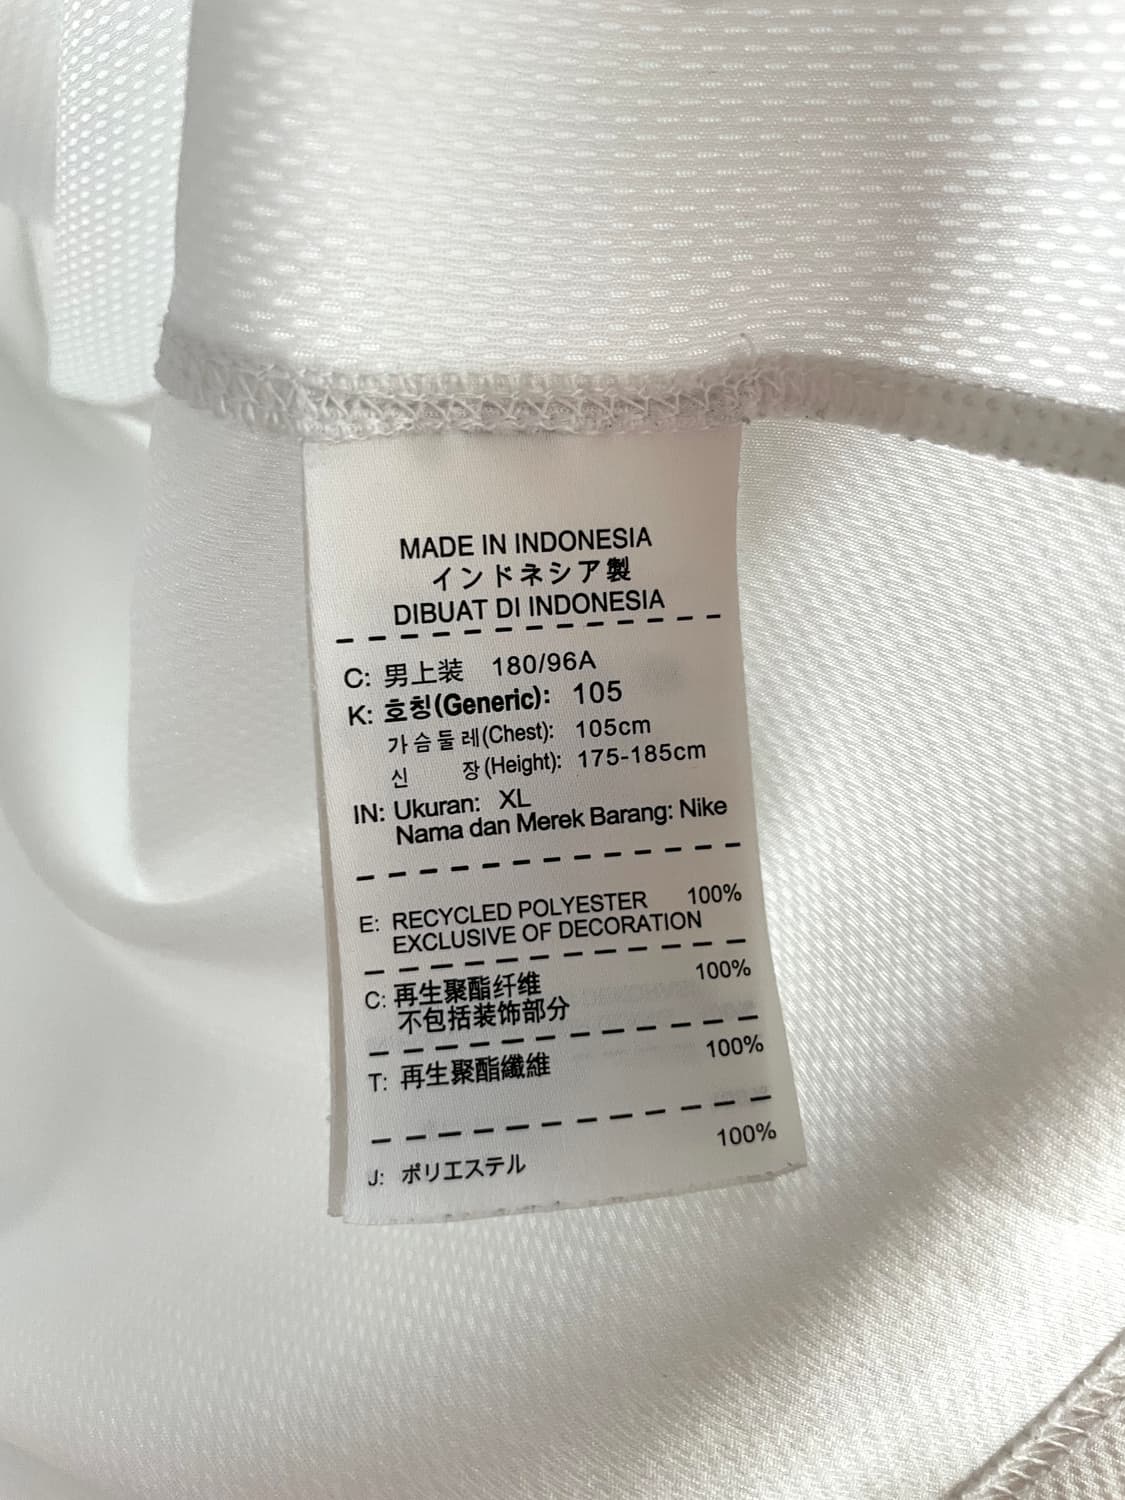 MADE IN INDONESIA
インドネシア製
DIBUAT DI INDONESIA
C: 男上装 180/96A
K: 호칭(Generic): 105
가슴둘레(Chest): 105cm
신 장(Height): 175-185cm
IN: Ukuran: XL
Nama dan Merek Barang: Nike
E: RECYCLED POLYESTER 100%
EXCLUSIVE OF DECORATION
C: 再生聚酯纤维 100%
不包括装饰部分
T: 再生聚酯纖維 100%
J: ポリエステル 100%